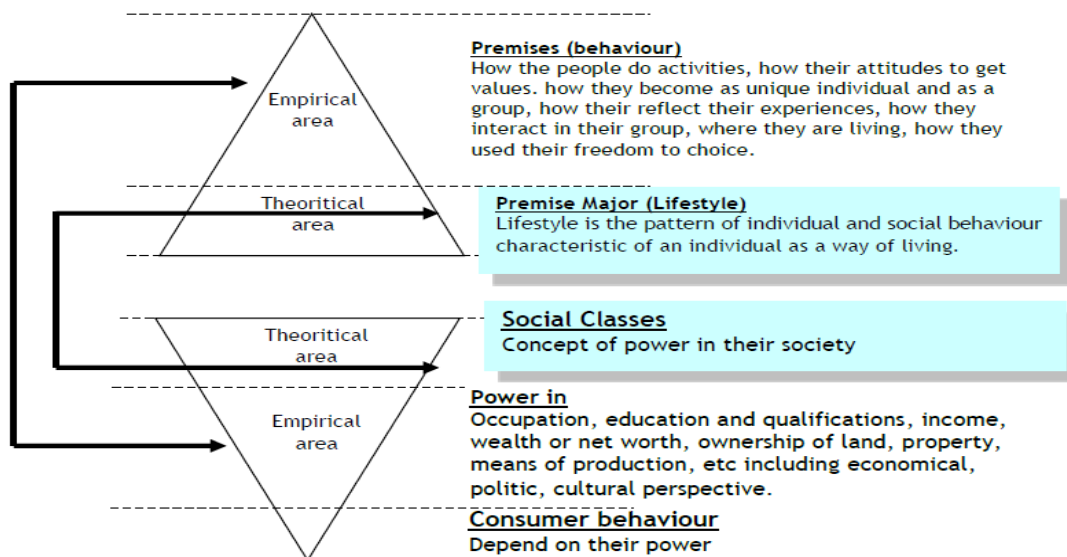 Premises (behaviour)
How the people do activities, how their attitudes to get
values. how they become as unique individual and as a
group, how their reflect their experiences, how they
interact in their group, where they are living, how they
used their freedom to choice.
Empirical
area
Theoritical
area
Premise Major (Lifestyle)
Lifestyle is the pattern of individual and social behaviour
characteristic of an individual as a way of living.
Theoritical
area
Social Classes
Concept of power in their society
Empirical
area
Power in
Occupation, education and qualifications, income,
wealth or net worth, ownership of land, property,
means of production, etc including economical,
politic, cultural perspective.
Consumer behaviour
Depend on their power